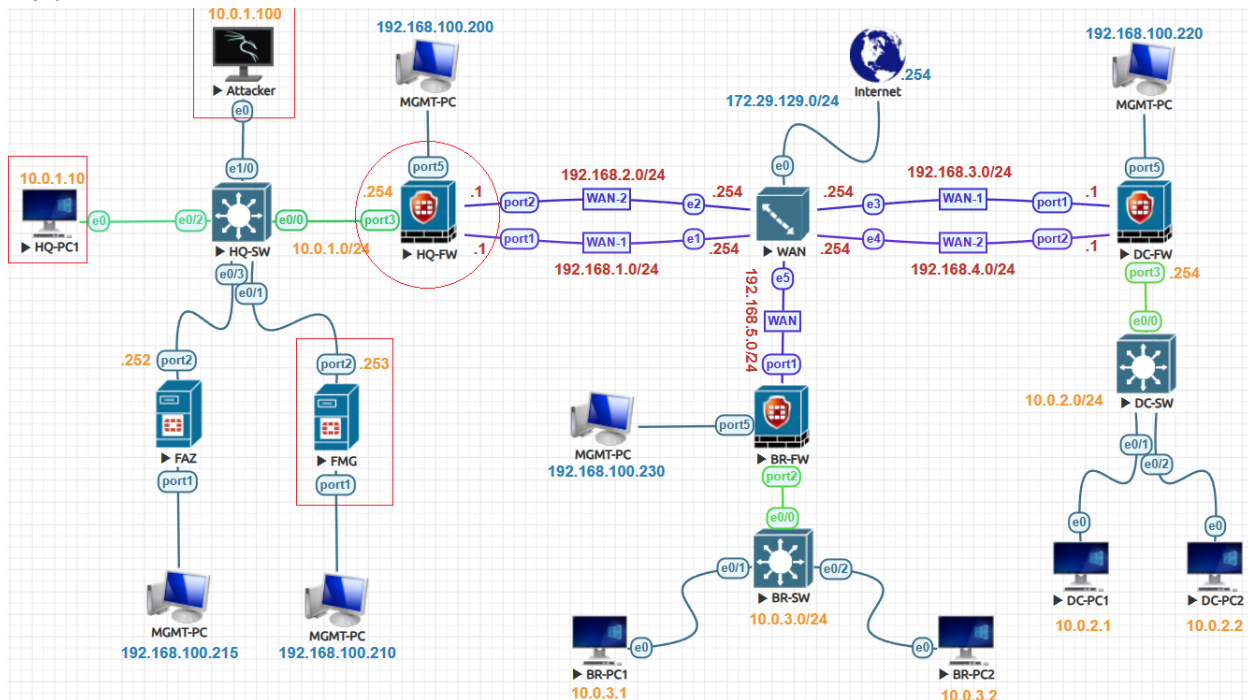 10.0.1.100
Attacker
e0
192.168.100.200
MGMT-PC
.254
Internet
172.29.129.0/24
192.168.100.220
MGMT-PC
10.0.1.10
e0
HQ-PC1
e1/0
e0/2
e0/0
HQ-SW
10.0.1.0/24
e0/3
e0/1
port5
.254
port3
HQ-FW
.1
port2
192.168.2.0/24
WAN-2
e2
.254
.1
port1
WAN-1
e1
.254
192.168.1.0/24
e0
WAN
.254
e3
192.168.3.0/24
WAN-1
port1
.1
.254
e4
WAN-2
port2
.1
192.168.4.0/24
port5
DC-FW
port3
.254
e0/0
DC-SW
10.0.2.0/24
e0/1
e0/2
e0
DC-PC1
10.0.2.1
e0
DC-PC2
10.0.2.2
e5
192.168.5.0/24
WAN
port1
port5
MGMT-PC
192.168.100.230
BR-FW
port2
e0/0
e0/1
e0/2
BR-SW
10.0.3.0/24
e0
BR-PC1
10.0.3.1
e0
BR-PC2
10.0.3.2
.252
port2
FAZ
port1
MGMT-PC
192.168.100.215
port2
.253
FMG
port1
MGMT-PC
192.168.100.210